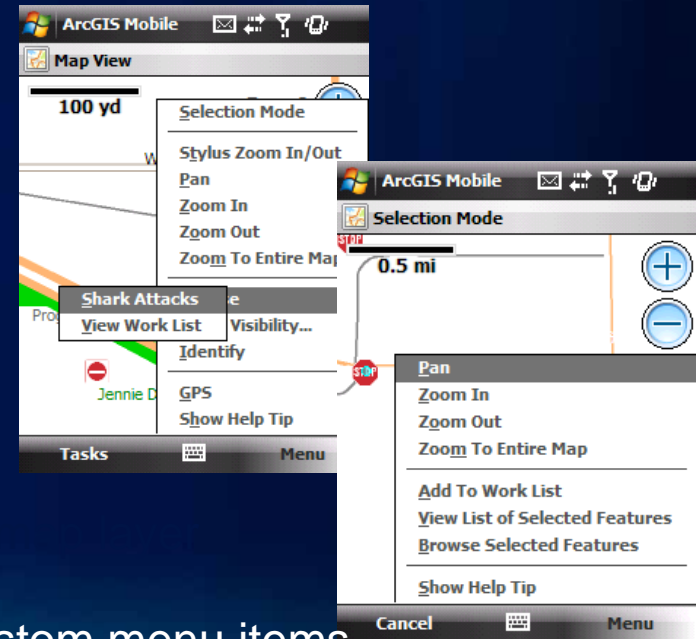 ArcGIS Mobile
Map View
100 yd
Selection Mode
Stylus Zoom In/Out
Pan
Zoom In
Zoom Out
Zoom To Entire Map
Shark Attacks
View Work List
Visibility...
Identify
Jennie D
GPS
Show Help Tip
Tasks
Menu
ArcGIS Mobile
Selection Mode
STOP
0.5 mi
STOP
Pan
Zoom In
Zoom Out
Zoom To Entire Map
Add To Work List
View List of Selected Features
Browse Selected Features
Show Help Tip
Cancel
Menu
stom menu items